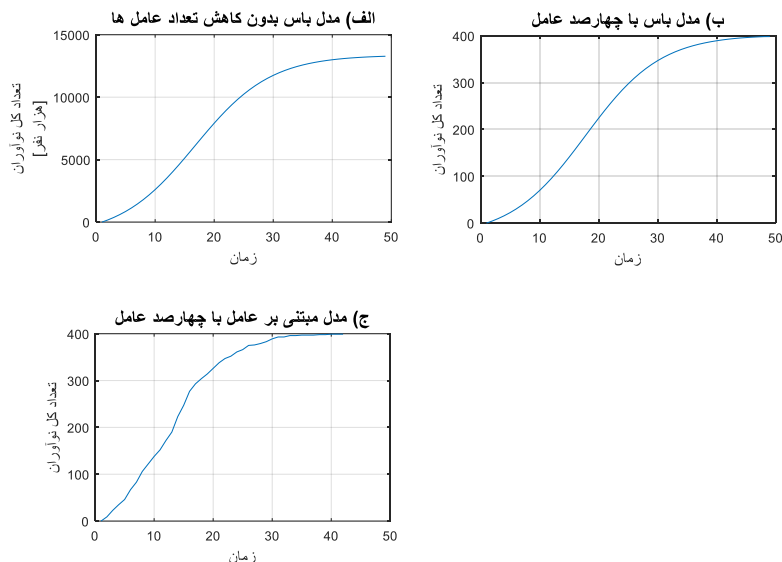 الف) مدل باس بدون کاهش تعداد عامل ها
15000
10000
5000
0
تعداد کل نوآوران
[هزار نفر]
0 10 20 30 40 50
زمان
ب) مدل باس با چهارصد عامل
400
300
200
100
0
تعداد کل نوآوران
0 10 20 30 40 50
زمان
ج) مدل مبتنی بر عامل با چهارصد عامل
400
300
200
100
0
تعداد کل نوآوران
0 10 20 30 40 50
زمان